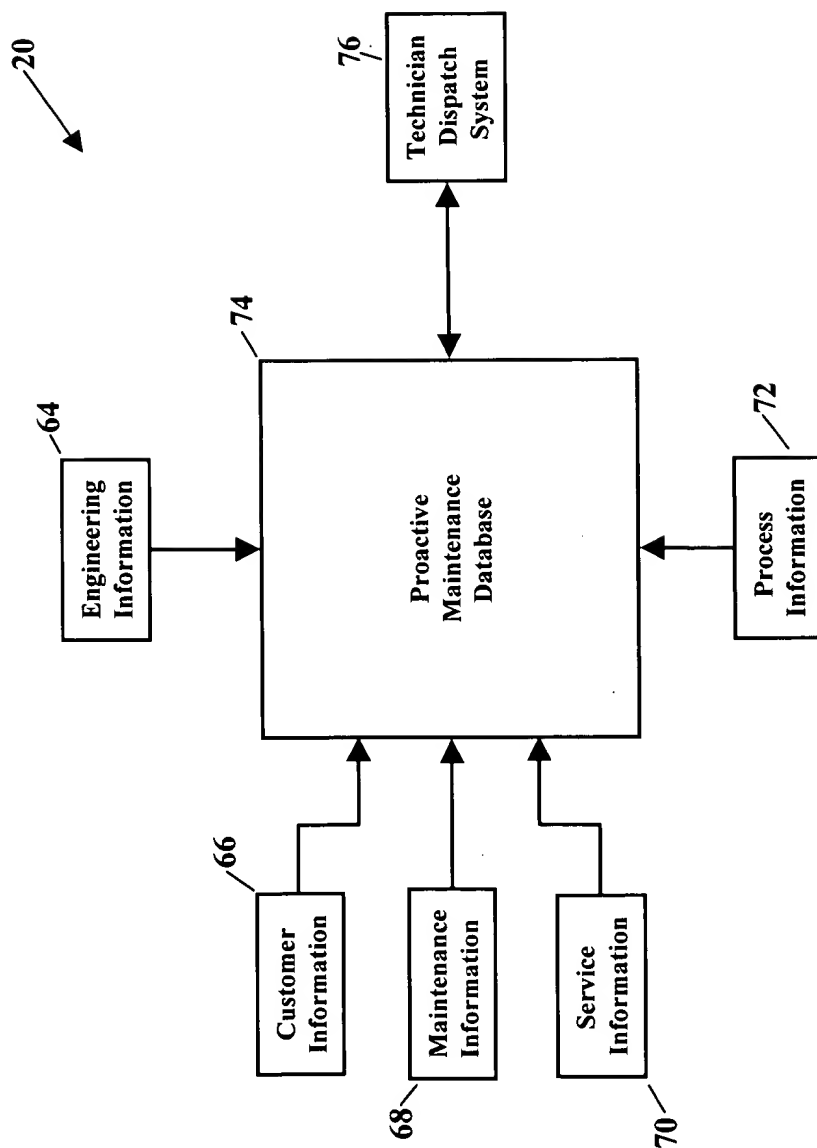 20
64
Engineering
Information
66
Customer
Information
68
Maintenance
Information
70
Service
Information
74
Proactive
Maintenance
Database
76
Technician
Dispatch
System
72
Process
Information